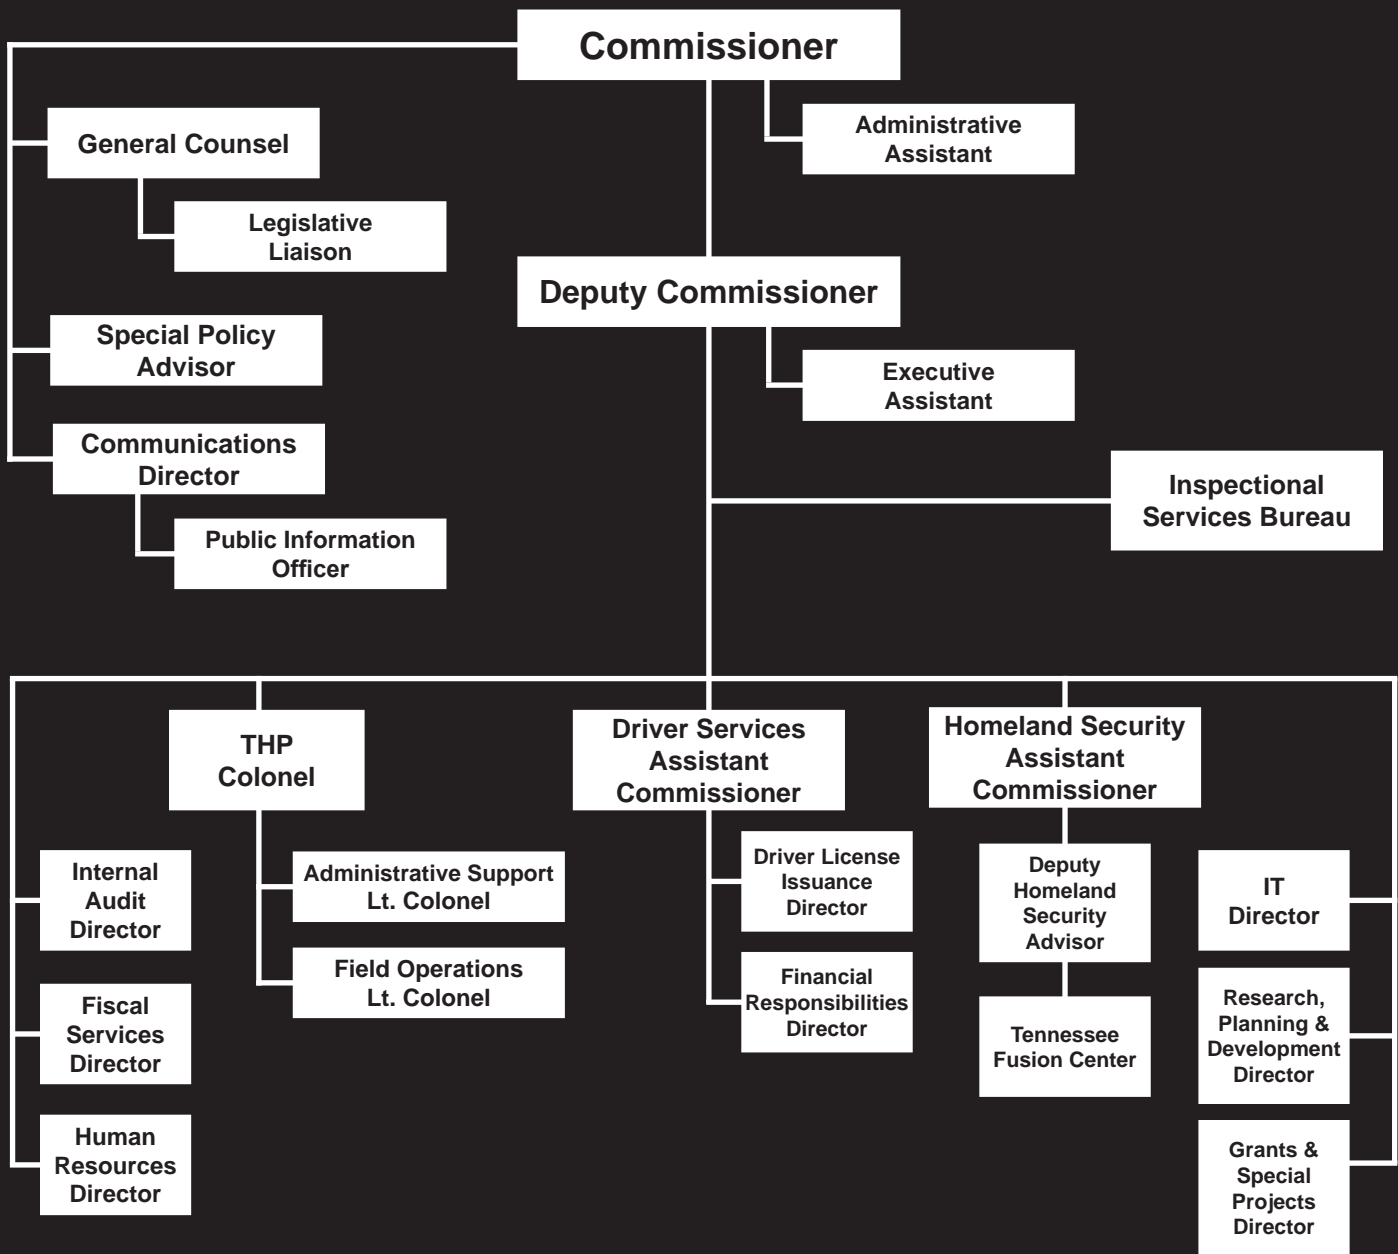 Commissioner
Administrative
Assistant
General Counsel
Legislative
Liaison
Deputy Commissioner
Special Policy
Advisor
Executive
Assistant
Communications
Director
Inspectional
Services Bureau
Public Information
Officer
THP
Colonel
Driver Services
Assistant
Commissioner
Homeland Security
Assistant
Commissioner
Internal
Audit
Director
Administrative Support
Lt. Colonel
Driver License
Issuance
Director
Deputy
Homeland
Security
Advisor
IT
Director
Field Operations
Lt. Colonel
Financial
Responsibilities
Director
Fiscal
Services
Director
Tennessee
Fusion Center
Research,
Planning &
Development
Director
Human
Resources
Director
Grants &
Special
Projects
Director